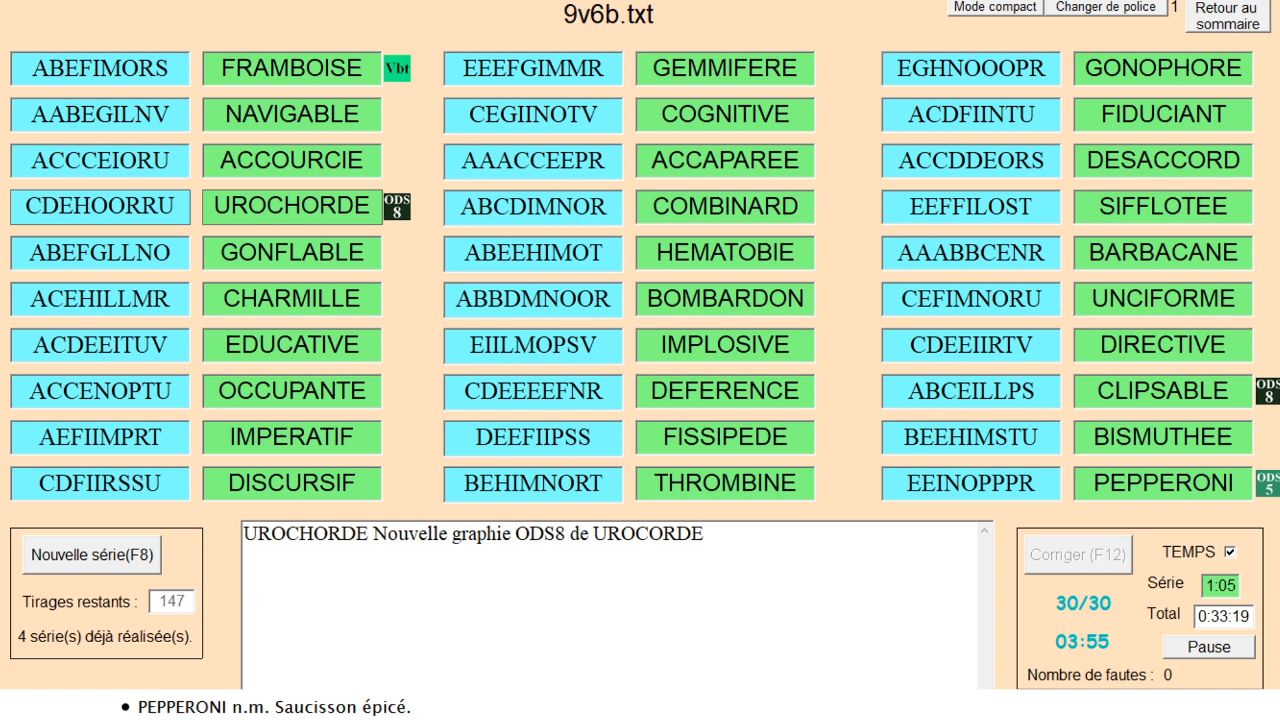 9v6b.txt
Mode compact Changer de police 1 Retour au sommaire
ABEFIMORS FRAMBOISE Vbt EEEFGIMMR GEMMIFERE EGHNOOOPR GONOPHORE
AABEGILNV NAVIGABLE CEGIINOTV COGNITIVE ACDFIINTU FIDUCIANT
ACCCEIORU ACCOURCIE AAACCEEPR ACCAPAREE ACCDDEORS DESACCORD
CDEHOORRU UROCHORDE ODS 8 ABCDIMNOR COMBINARD EEFFILOST SIFFLOTEE
ABEFGLLNO GONFLABLE ABEEHIMOT HEMATOBIE AAABBCENR BARBACANE
ACEHILLMR CHARMILLE ABBDMNOOR BOMBARDON CEFIMNORU UNCIFORME
ACDEEITUV EDUCATIVE EIILMOPSV IMPLOSIVE CDEEIIRTV DIRECTIVE
ACCENOPTU OCCUPANTE CDEEEEFNR DEFERENCE ABCEILLPS CLIPSABLE ODS 8
AEFIIMPRT IMPERATIF DEEFIIPSS FISSIPEDE BEEHIMSTU BISMUTHEE
CDFIIRSSU DISCURSIF BEHIMNORT THROMBINE EEINOPPPR PEPPERONI ODS 5
UROCHORDE Nouvelle graphie ODS8 de UROCORDE
Nouvelle série(F8)
Tirages restants : 147
4 série(s) déjà réalisée(s).
Corriger (F12) TEMPS
Série 1:05
30/30
Total 0:33:19
03:55 Pause
Nombre de fautes : 0
• PEPPERONI n.m. Saucisson épicé.